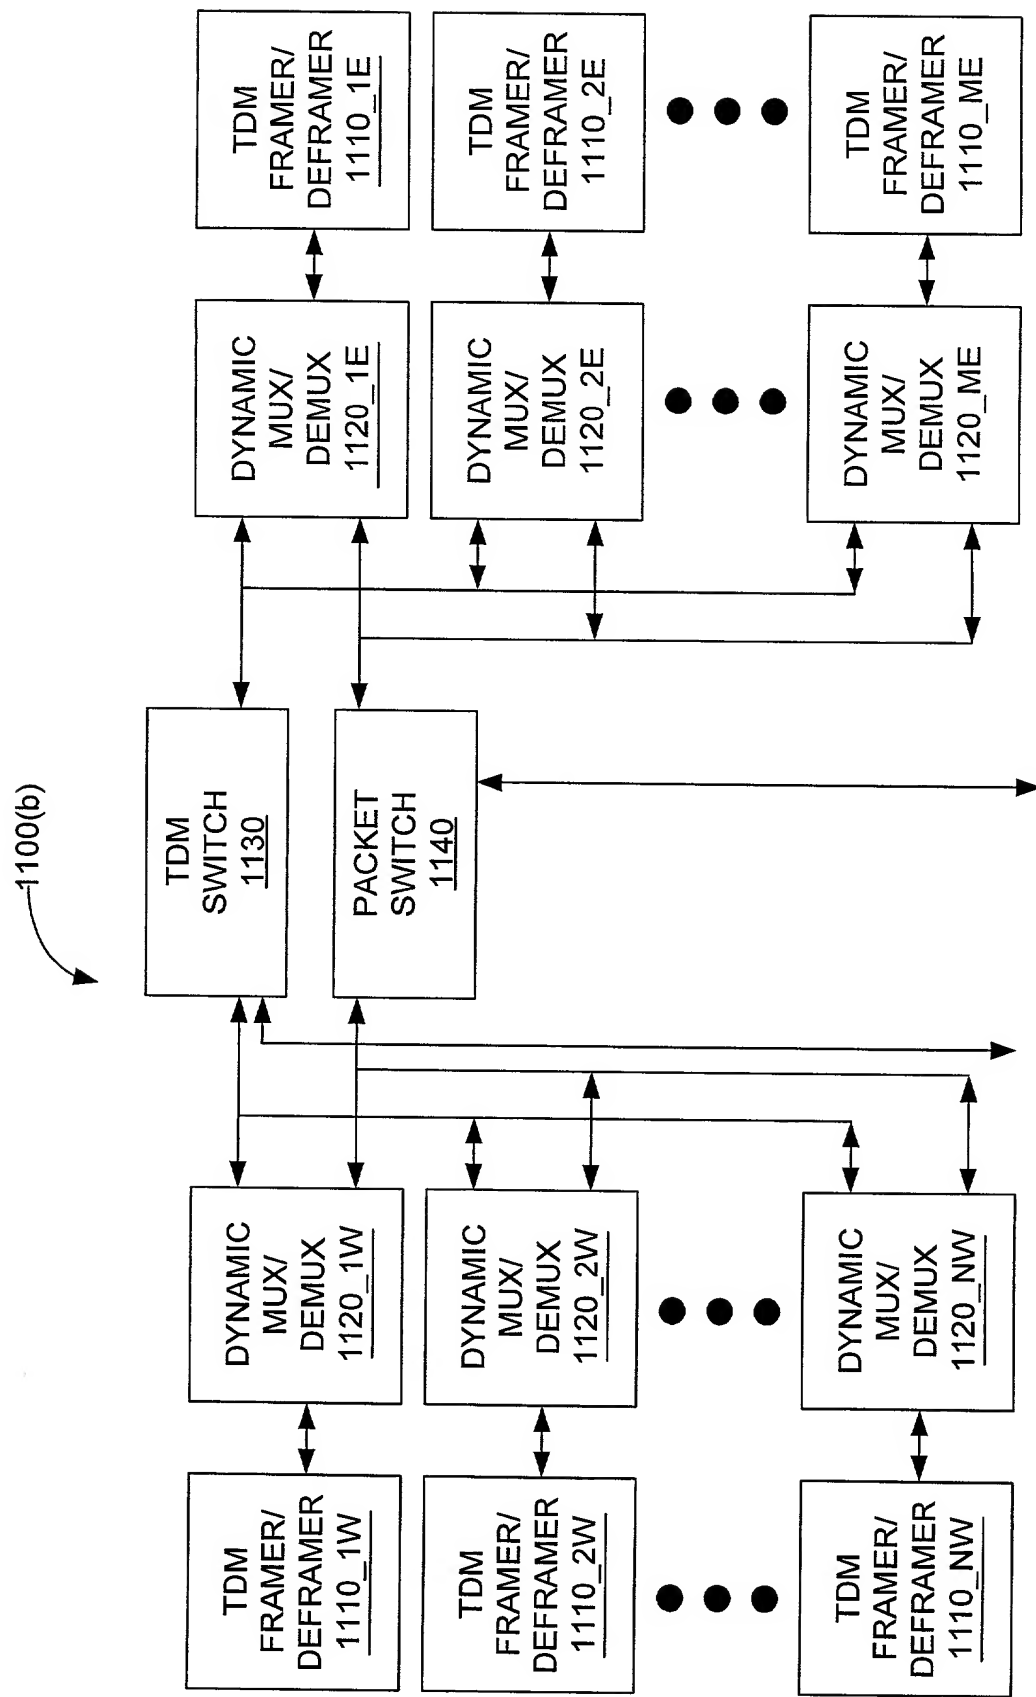 1100(b)
TDM
FRAMER/
DEFRAMER
1110_1W
DYNAMIC
MUX/
DEMUX
1120_1W
TDM
SWITCH
1130
DYNAMIC
MUX/
DEMUX
1120_1E
TDM
FRAMER/
DEFRAMER
1110_1E
PACKET
SWITCH
1140
TDM
FRAMER/
DEFRAMER
1110_2W
DYNAMIC
MUX/
DEMUX
1120_2W
DYNAMIC
MUX/
DEMUX
1120_2E
TDM
FRAMER/
DEFRAMER
1110_2E
TDM
FRAMER/
DEFRAMER
1110_NW
DYNAMIC
MUX/
DEMUX
1120_NW
DYNAMIC
MUX/
DEMUX
1120_ME
TDM
FRAMER/
DEFRAMER
1110_ME